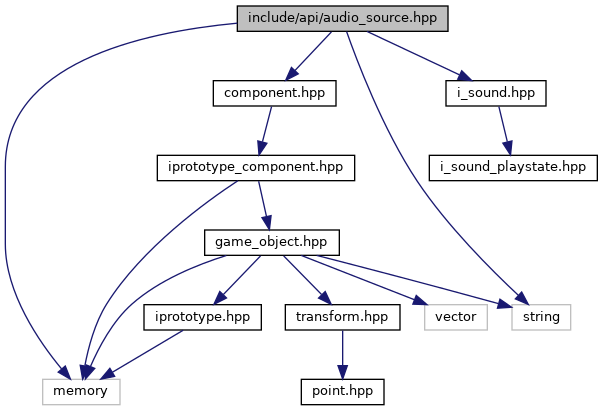 include/api/audio_source.hpp
component.hpp
i_sound.hpp
iprototype_component.hpp
i_sound_playstate.hpp
game_object.hpp
iprototype.hpp
transform.hpp
vector
string
memory
point.hpp